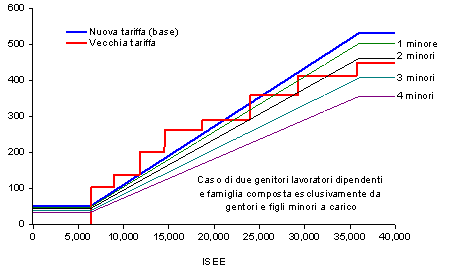 600
500
400
300
200
100
0
Nuova tariffa (base)
Vecchia tariffa
1 minore
2 minori
3 minori
4 minori
Caso di due genitori lavoratori dipendenti
e famiglia composta esclusivamente da
gentori e figli minori a carico
0 5,000 10,000 15,000 20,000 25,000 30,000 35,000 40,000
ISEE